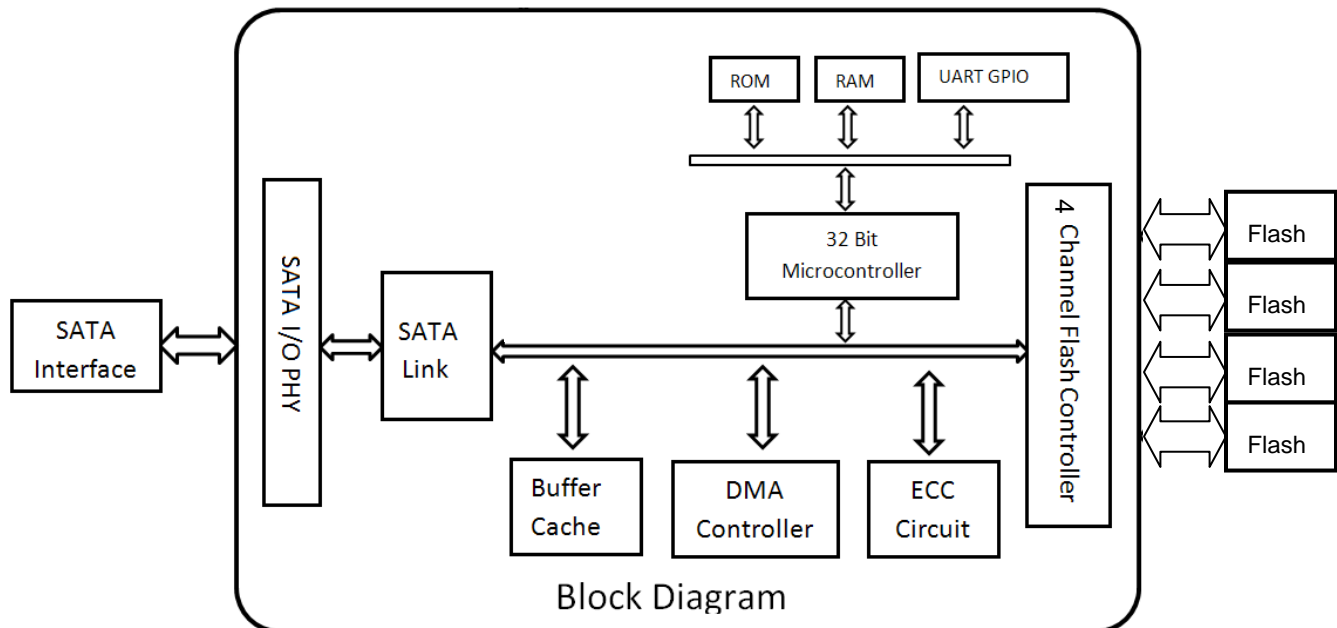 ROM
RAM
UART GPIO
32 Bit
Microcontroller
SATA
Interface
SATA I/O PHY
SATA
Link
4 Channel Flash Controller
Flash
Flash
Flash
Flash
Buffer
Cache
DMA
Controller
ECC
Circuit
Block Diagram